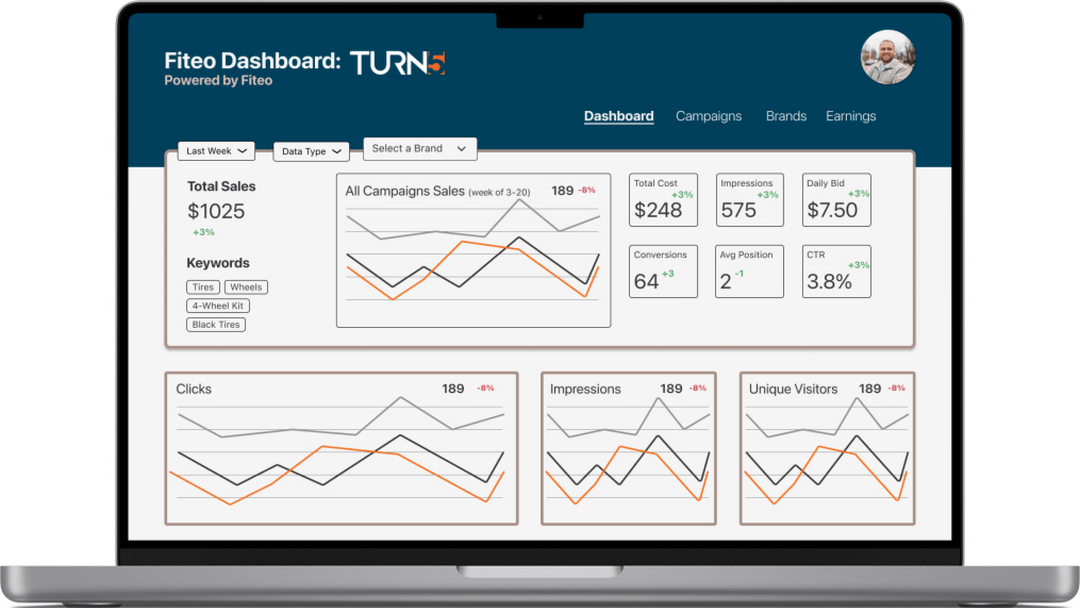 Fiteo Dashboard: TURN5
Powered by Fiteo
Dashboard Campaigns Brands Earnings
Last Week
Data Type
Select a Brand
Total Sales
$1025
+3%
Keywords
Tires
Wheels
4-Wheel Kit
Black Tires
All Campaigns Sales (week of 3-20) 189 -8%
Total Cost
+3%
$248
Impressions
+3%
575
Daily Bid
+3%
$7.50
Conversions
64 +3
Avg Position
2 -1
CTR
+3%
3.8%
Clicks 189 -8%
Impressions 189 -8%
Unique Visitors 189 -8%